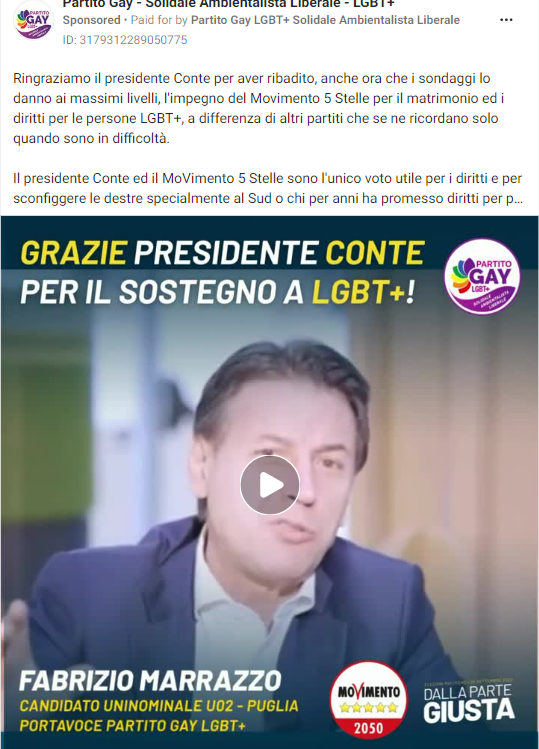 Partito Gay - Solidale Ambientalista Liberale - LGBT+
Sponsored • Paid for by Partito Gay LGBT+ Solidale Ambientalista Liberale
ID: 3179312289050775
Ringraziamo il presidente Conte per aver ribadito, anche ora che i sondaggi lo
danno ai massimi livelli, l'impegno del Movimento 5 Stelle per il matrimonio ed i
diritti per le persone LGBT+, a differenza di altri partiti che se ne ricordano solo
quando sono in difficoltà.
Il presidente Conte ed il MoVimento 5 Stelle sono l'unico voto utile per i diritti e per
sconfiggere le destre specialmente al Sud o chi per anni ha promesso diritti per p...
GRAZIE PRESIDENTE CONTE
PER IL SOSTEGNO A LGBT+!
PARTITO
GAY
LGBT+
SOLIDALE
AMBIENTALISTA
LIBERALE
FABRIZIO MARRAZZO
CANDIDATO UNINOMINALE U02 - PUGLIA
PORTAVOCE PARTITO GAY LGBT+
MOVIMENTO
2050
DALLA PARTE
GIUSTA